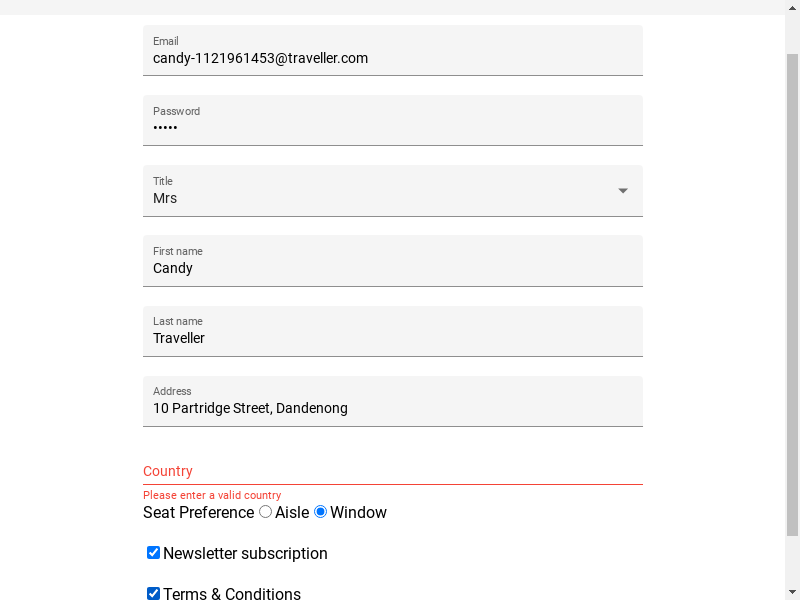 Email
candy-1121961453@traveller.com
Password
•••••
Title
Mrs
First name
Candy
Last name
Traveller
Address
10 Partridge Street, Dandenong
Country
Please enter a valid country
Seat Preference Aisle Window
Newsletter subscription
Terms & Conditions